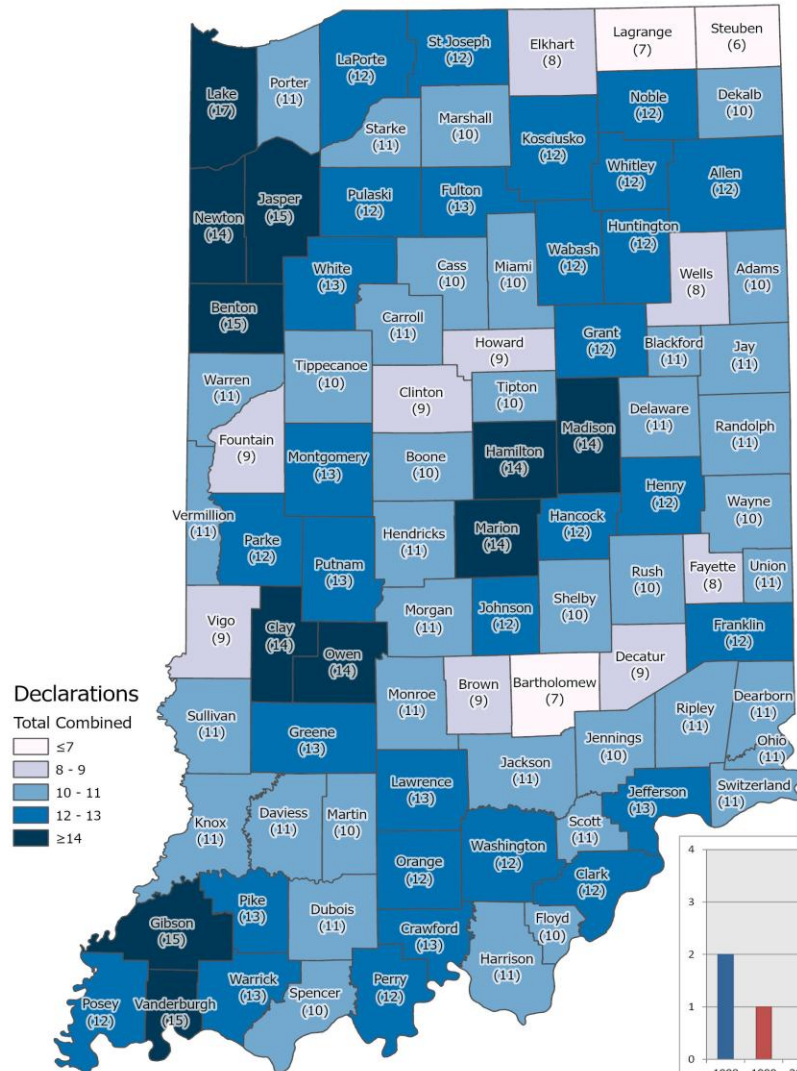 Lagrange
(7)
Steuben
(6)
Elkhart
(8)
St Joseph
(12)
LaPorte
(12)
Porter
(11)
Lake
(17)
Noble
(12)
Dekalb
(10)
Marshall
(10)
Starke
(11)
Kosciusko
(12)
Whitley
(12)
Allen
(12)
Jasper
(15)
Newton
(14)
Pulaski
(12)
Fulton
(13)
Huntington
(12)
Wabash
(12)
White
(13)
Cass
(10)
Miami
(10)
Wells
(8)
Adams
(10)
Benton
(15)
Carroll
(11)
Howard
(9)
Grant
(12)
Blackford
(11)
Jay
(11)
Warren
(11)
Tippecanoe
(10)
Clinton
(9)
Tipton
(10)
Madison
(14)
Delaware
(11)
Randolph
(11)
Fountain
(9)
Montgomery
(13)
Boone
(10)
Hamilton
(14)
Henry
(12)
Wayne
(10)
Vermillion
(11)
Parke
(12)
Putnam
(13)
Hendricks
(11)
Marion
(14)
Hancock
(12)
Rush
(10)
Fayette
(8)
Union
(11)
Vigo
(9)
Clay
(14)
Owen
(14)
Morgan
(11)
Johnson
(12)
Shelby
(10)
Franklin
(12)
Decatur
(9)
Brown
(9)
Bartholomew
(7)
Monroe
(11)
Sullivan
(11)
Greene
(13)
Ripley
(11)
Dearborn
(11)
Ohio
(11)
Jennings
(10)
Jackson
(11)
Lawrence
(13)
Jefferson
(13)
Switzerland
(11)
Knox
(11)
Daviess
(11)
Martin
(10)
Scott
(11)
Washington
(12)
Orange
(12)
Clark
(12)
Gibson
(15)
Pike
(13)
Dubois
(11)
Crawford
(13)
Floyd
(10)
Harrison
(11)
Posey
(12)
Vanderburgh
(15)
Warrick
(13)
Spencer
(10)
Perry
(12)
Declarations
Total Combined
≤7
8 - 9
10 - 11
12 - 13
≥14
4
3
2
1
0